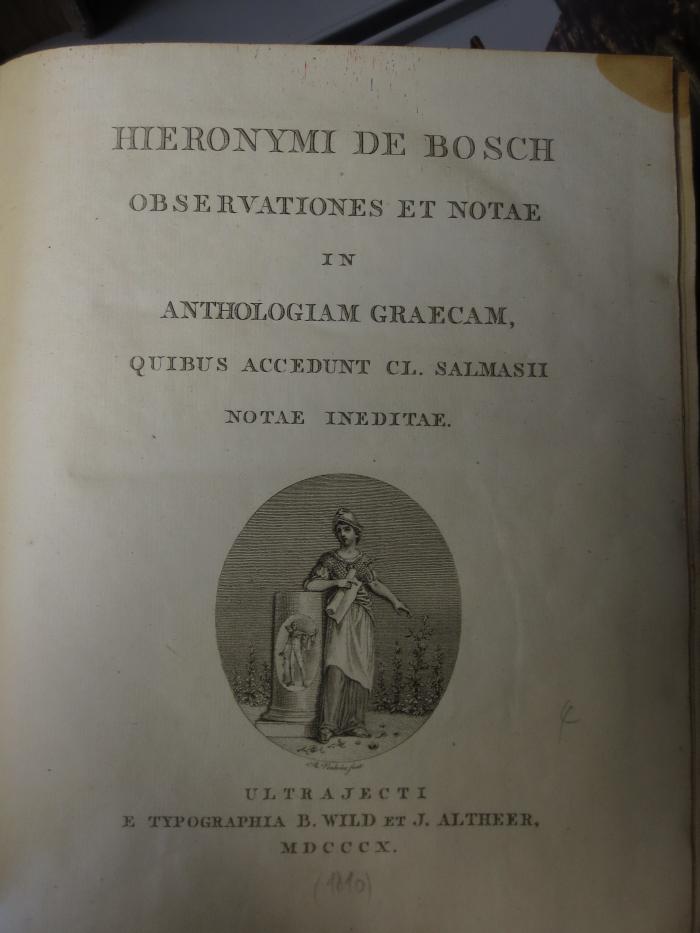 HIERONYMI DE BOSCH
OBSERVATIONES ET NOTAE
IN
ANTHOLOGIAM GRAECAM,
QUIBUS ACCEDUNT CL. SALMASII
NOTAE INEDITAE.
ULTRAJECTI
E TYPOGRAPHIA B. WILD ET J. ALTHEER,
MDCCCX.
(1810)